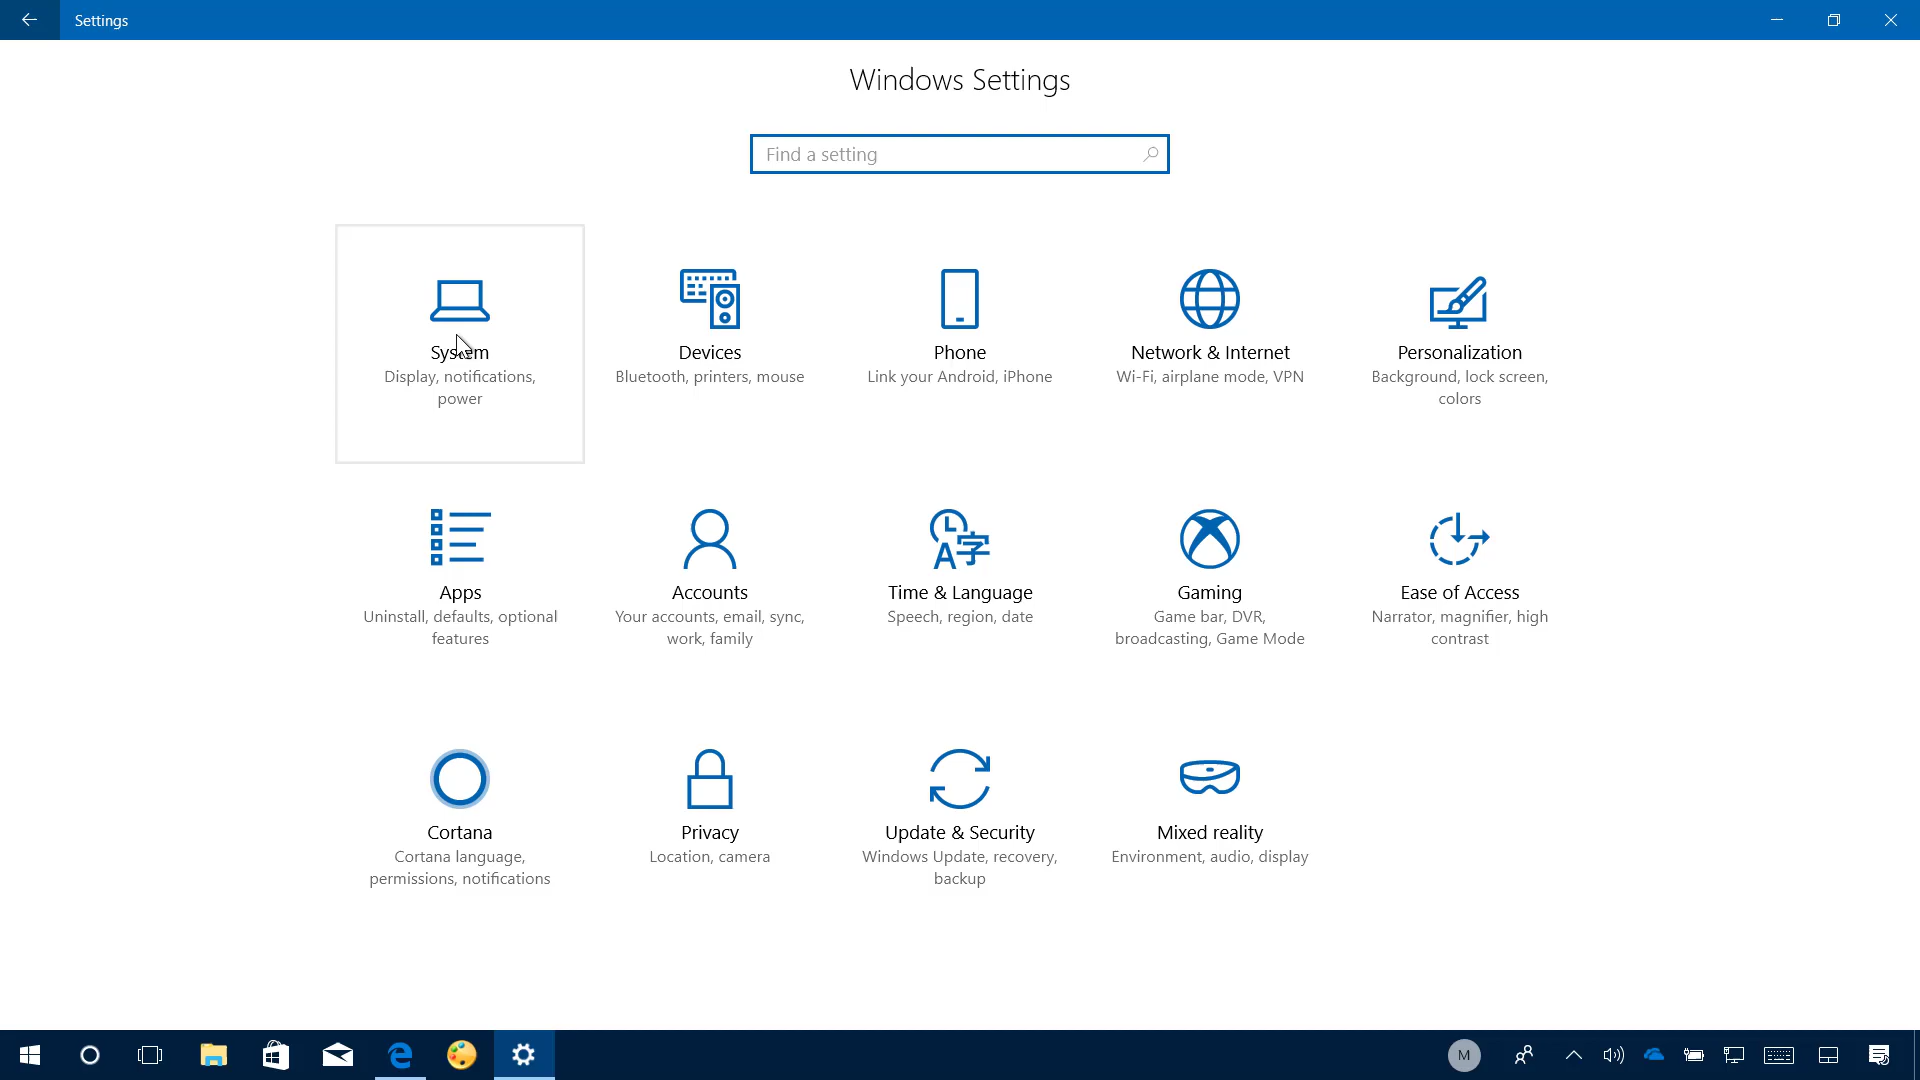 Settings
Windows Settings
Find a setting
System
Display, notifications,
power
Devices
Bluetooth, printers, mouse
Phone
Link your Android, iPhone
Network & Internet
Wi-Fi, airplane mode, VPN
Personalization
Background, lock screen,
colors
Apps
Uninstall, defaults, optional
features
Accounts
Your accounts, email, sync,
work, family
Time & Language
Speech, region, date
Gaming
Game bar, DVR,
broadcasting, Game Mode
Ease of Access
Narrator, magnifier, high
contrast
Cortana
Cortana language,
permissions, notifications
Privacy
Location, camera
Update & Security
Windows Update, recovery,
backup
Mixed reality
Environment, audio, display
M